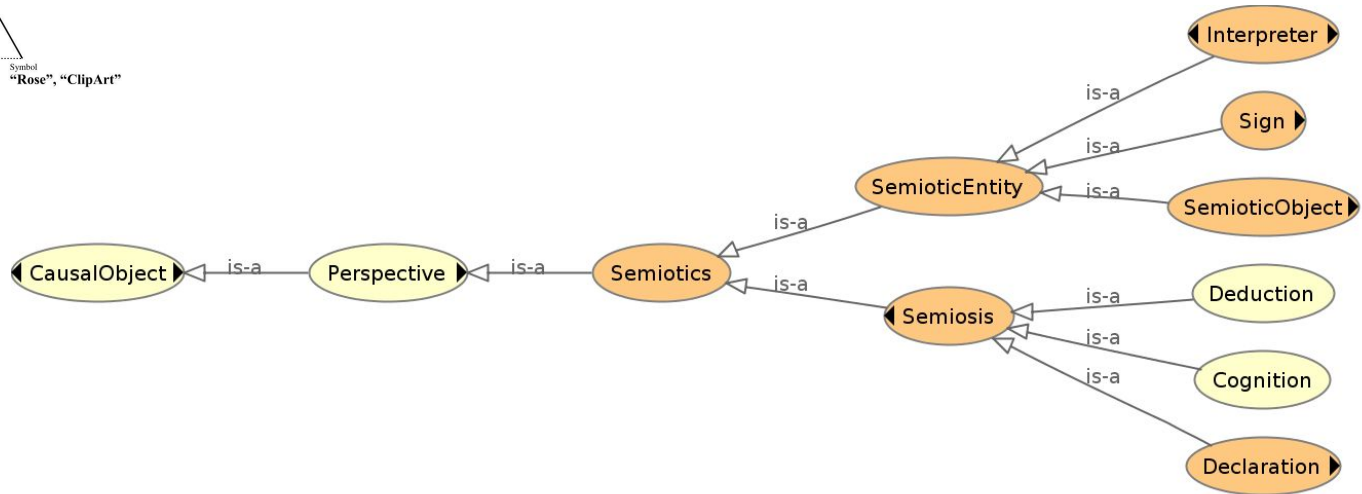 Symbol
“Rose”, “ClipArt”
Interpreter
is-a
Sign
is-a
SemioticEntity
is-a
SemioticObject
is-a
CausalObject
is-a
Perspective
is-a
Semiotics
is-a
Semiosis
is-a
Deduction
is-a
Cognition
is-a
Declaration